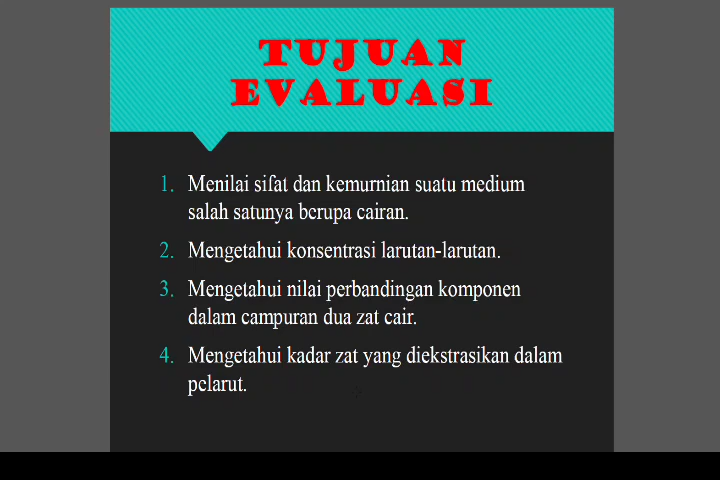 TUJUAN
EVALUASI
1. Menilai sifat dan kemurnian suatu medium
salah satunya berupa cairan.
2. Mengetahui konsentrasi larutan-larutan.
3. Mengetahui nilai perbandingan komponen
dalam campuran dua zat cair.
4. Mengetahui kadar zat yang diekstrasikan dalam
pelarut.